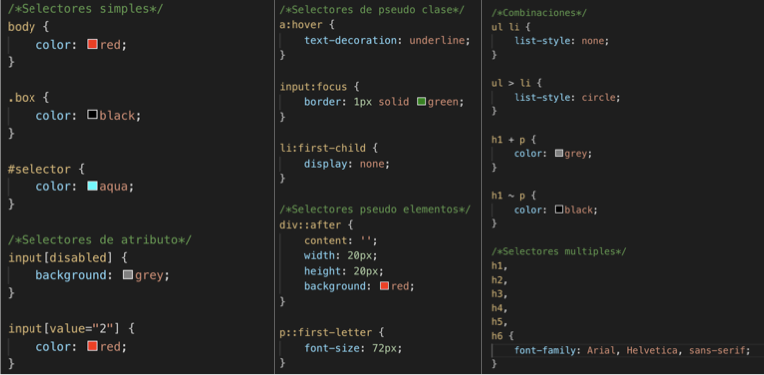 /*Selectores simples*/
body {
color: red;
}
.box {
color: black;
}
#selector {
color: aqua;
}
/*Selectores de atributo*/
input[disabled] {
background: grey;
}
input[value="2"] {
color: red;
}
/*Selectores de pseudo clase*/
a:hover {
text-decoration: underline;
}
input:focus {
border: 1px solid green;
}
li:first-child {
display: none;
}
/*Selectores pseudo elementos*/
div::after {
content: '';
width: 20px;
height: 20px;
background: red;
}
p::first-letter {
font-size: 72px;
}
/*Combinaciones*/
ul li {
list-style: none;
}
ul > li {
list-style: circle;
}
h1 + p {
color: grey;
}
h1 ~ p {
color: black;
}
/*Selectores multiples*/
h1,
h2,
h3,
h4,
h5,
h6 {
font-family: Arial, Helvetica, sans-serif;
}